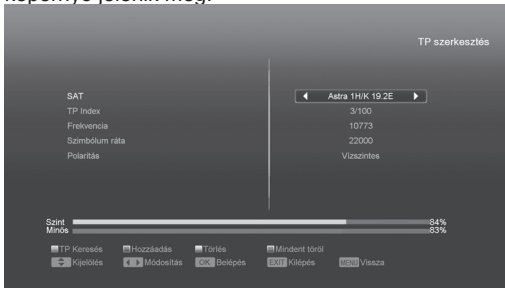 képernyő jelenik meg.
TP szerkesztés
SAT Astra 1H/K 19.2E
TP Index 3/100
Frekvencia 10773
Szimbólum ráta 22000
Polaritás Vízszintes
Szint 84%
Minős 83%
TP Keresés Hozzáadás Törlés Mindent töröl
Kijelölés Módosítás OK Belépés EXIT Kilépés MENU Vissza